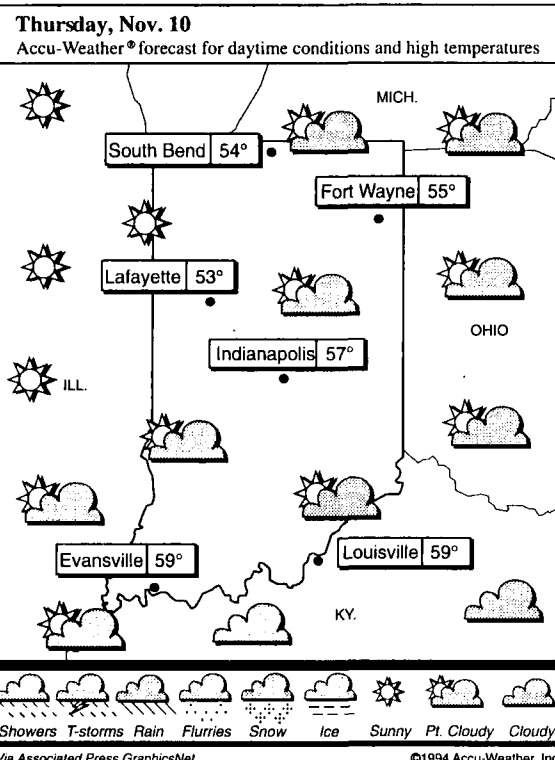 Thursday, Nov. 10
Accu-Weather® forecast for daytime conditions and high temperatures
MICH.
South Bend 54°
Fort Wayne 55°
Lafayette 53°
OHIO
Indianapolis 57°
ILL.
Louisville 59°
Evansville 59°
KY.
Showers T-storms Rain Flurries Snow Ice Sunny Pt. Cloudy Cloudy
Via Associated Press GraphicsNet ©1994 Accu-Weather, Inc.